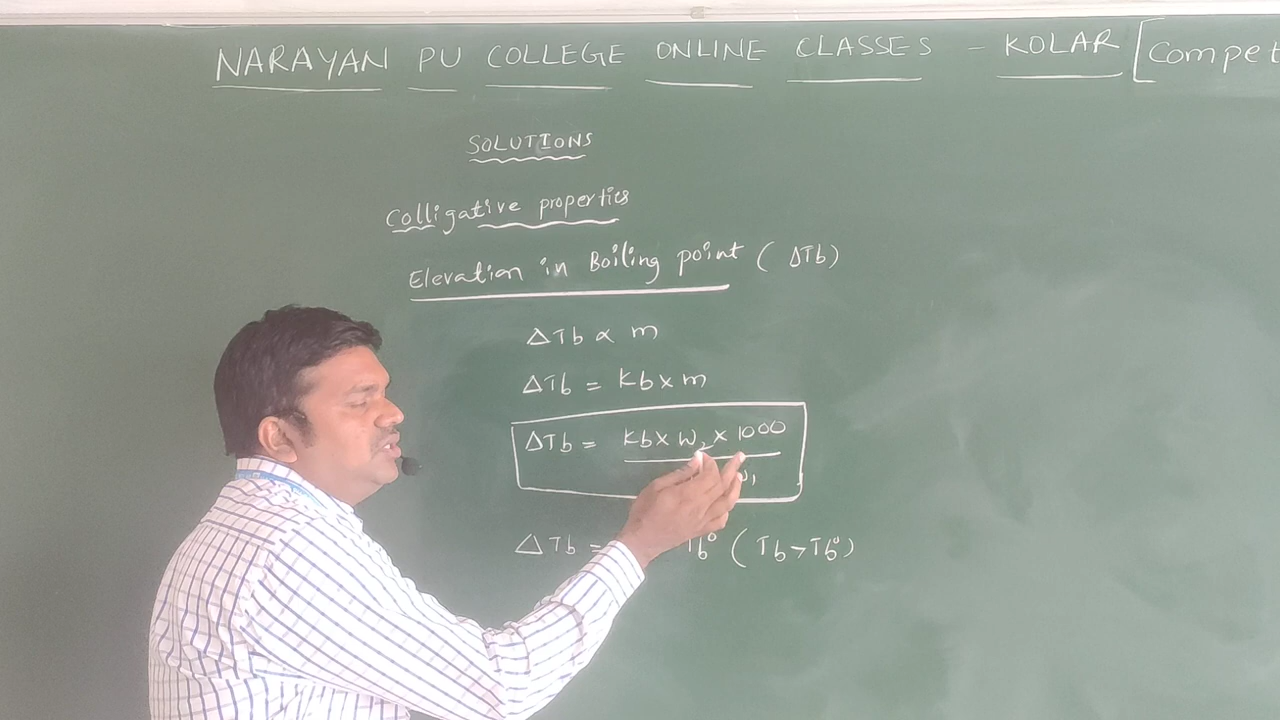 NARAYAN PU COLLEGE ONLINE CLASSES - KOLAR [Compet
SOLUTIONS
Colligative properties
Elevation in Boiling point ( ΔTb)
ΔTb ∝ m
ΔTb = Kb x m
ΔTb = Kb x W₂ x 1000
ΔTb = Tb° ( Tb > Tb°)